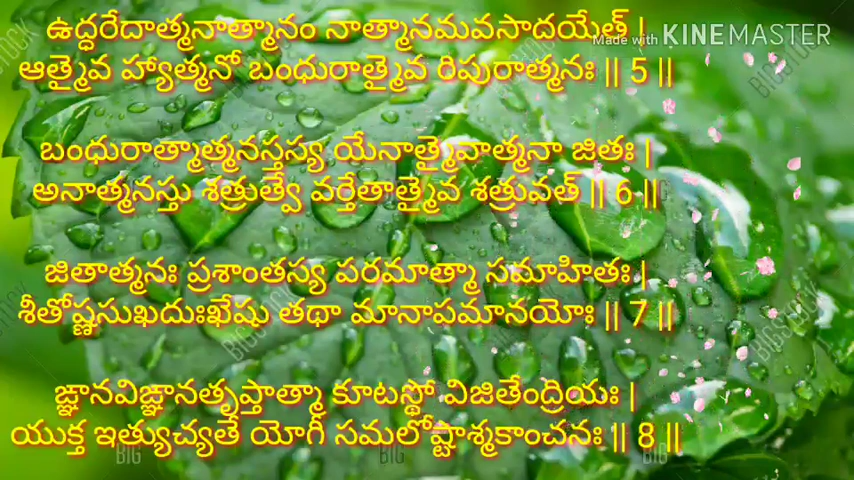 ఉద్ధరేదాత్మనాత్మానం నాత్మానమవసాదయేత్ |
Made with KINEMASTER
ఆత్మైవ హ్యాత్మనో బంధురాత్మైవ రిపురాత్మనః || 5 ||
బంధురాత్మాత్మనస్తస్య యేనాత్మైవాత్మనా జితః |
అనాత్మనస్తు శత్రుత్వే వర్తేతాత్మైవ శత్రువత్ || 6 ||
జితాత్మనః ప్రశాంతస్య పరమాత్మా సమాహితః |
శీతోష్ణసుఖదుఃఖేషు తథా మానాపమానయోః || 7 ||
ఙ్ఞానవిఙ్ఞానతృప్తాత్మా కూటస్థో విజితేంద్రియః |
యుక్త ఇత్యుచ్యతే యోగీ సమలోష్టాశ్మకాంచనః || 8 ||